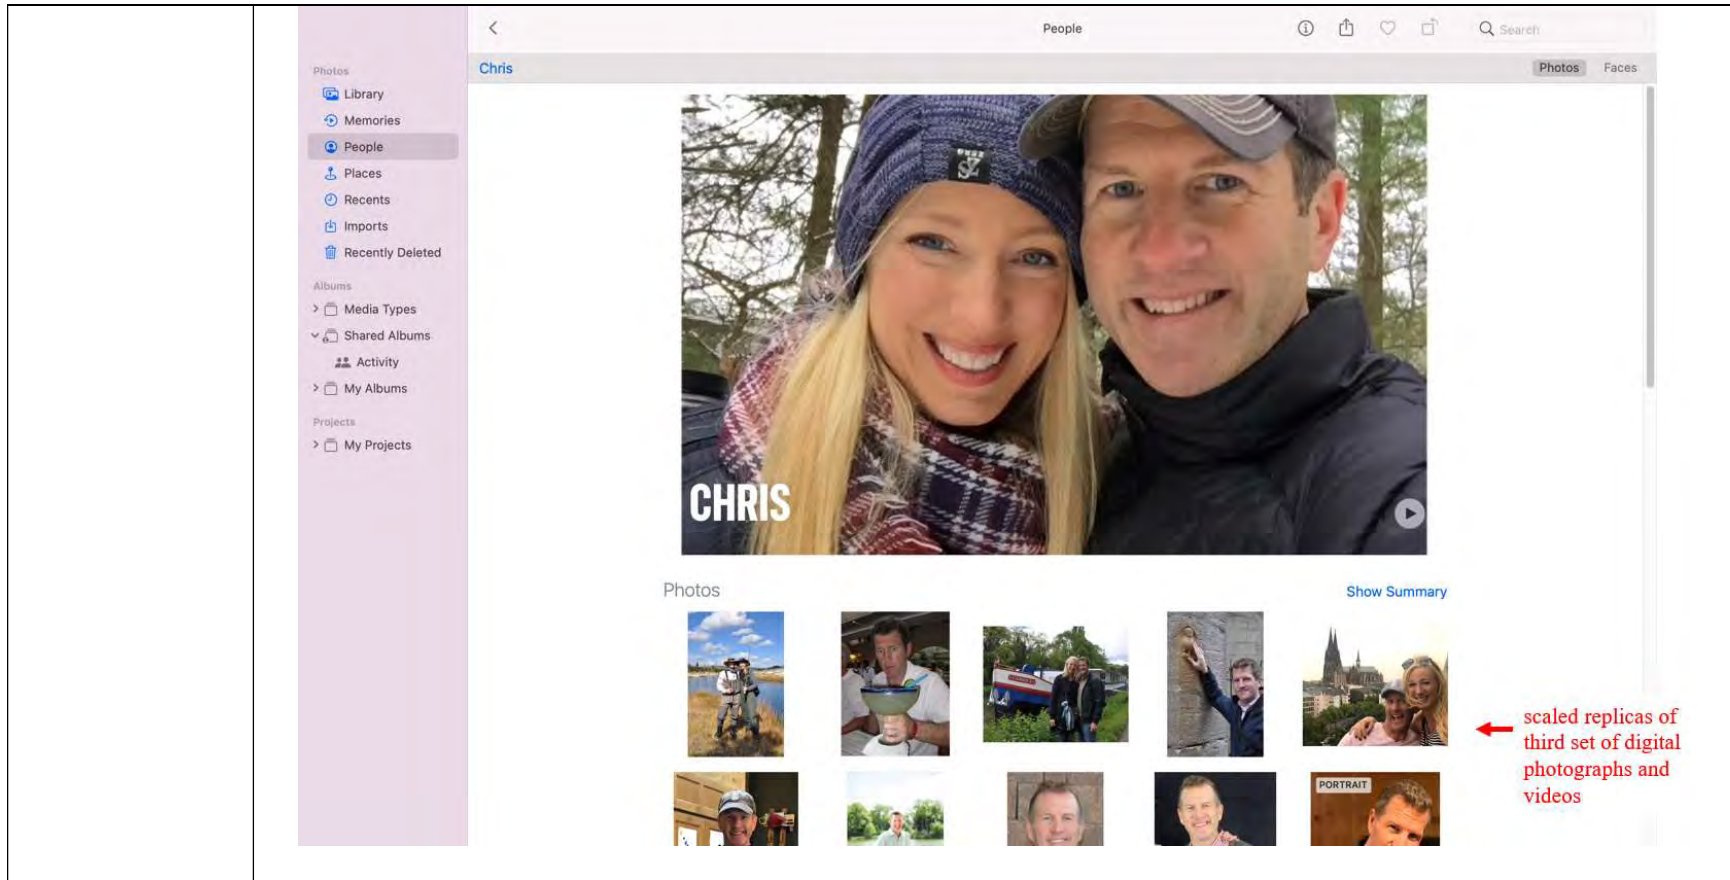 People
Search
Chris
Photos
Faces
Photos
Library
Memories
People
Places
Recents
Imports
Recently Deleted
Albums
Media Types
Shared Albums
Activity
My Albums
Projects
My Projects
CHRIS
Photos
Show Summary
scaled replicas of
third set of digital
photographs and
videos
PORTRAIT